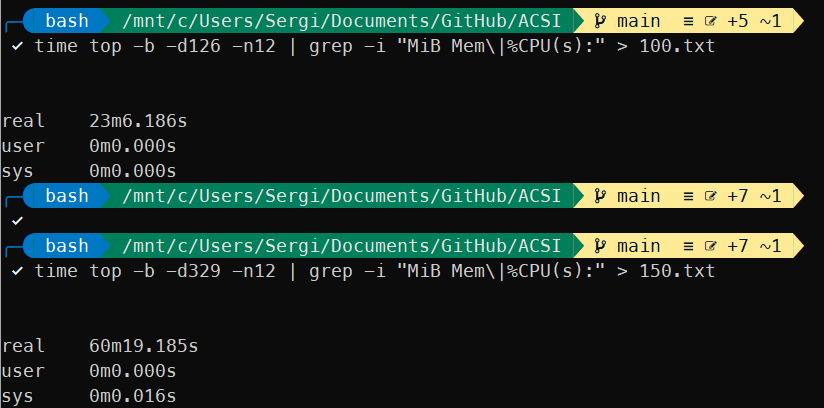 bash /mnt/c/Users/Sergi/Documents/GitHub/ACSI main ≡ +5 ~1
✓ time top -b -d126 -n12 | grep -i "MiB Mem\|%CPU(s):" > 100.txt
real 23m6.186s
user 0m0.000s
sys 0m0.000s
bash /mnt/c/Users/Sergi/Documents/GitHub/ACSI main ≡ +7 ~1
✓
bash /mnt/c/Users/Sergi/Documents/GitHub/ACSI main ≡ +7 ~1
✓ time top -b -d329 -n12 | grep -i "MiB Mem\|%CPU(s):" > 150.txt
real 60m19.185s
user 0m0.000s
sys 0m0.016s